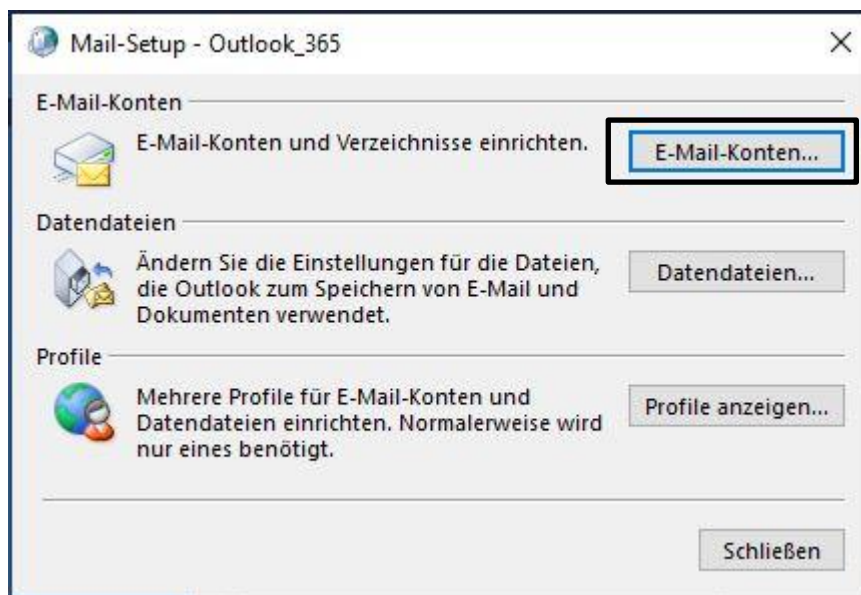 Mail-Setup - Outlook_365
E-Mail-Konten
E-Mail-Konten und Verzeichnisse einrichten.
E-Mail-Konten...
Datendateien
Ändern Sie die Einstellungen für die Dateien,
die Outlook zum Speichern von E-Mail und
Dokumenten verwendet.
Datendateien...
Profile
Mehrere Profile für E-Mail-Konten und
Datendateien einrichten. Normalerweise wird
nur eines benötigt.
Profile anzeigen...
Schließen